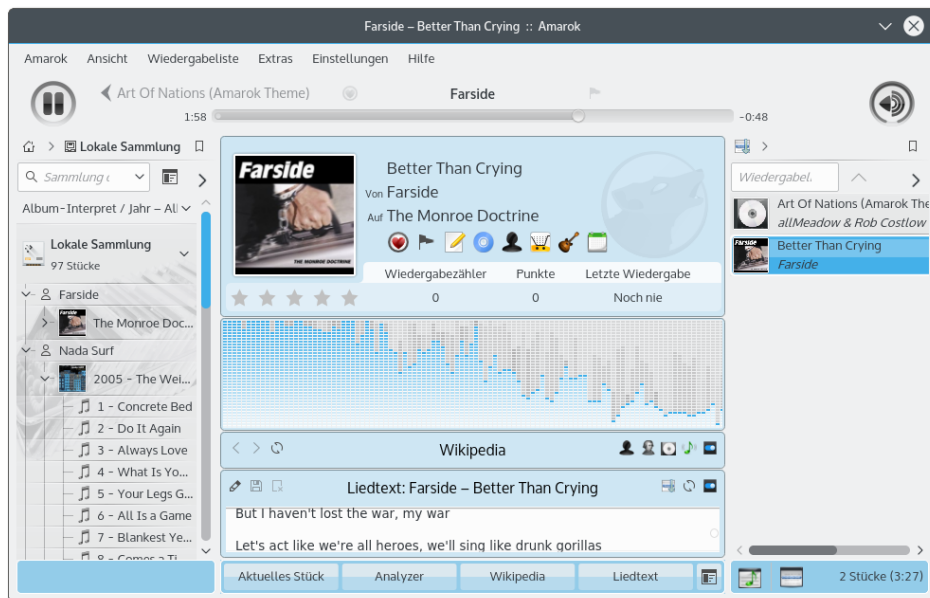 Farside – Better Than Crying :: Amarok
Amarok Ansicht Wiedergabeliste Extras Einstellungen Hilfe
Art Of Nations (Amarok Theme) Farside
1:58 -0:48
Lokale Sammlung
Sammlung
Album-Interpret / Jahr – Al
Lokale Sammlung
97 Stücke
Farside
The Monroe Doc...
Nada Surf
2005 - The Wei...
1 - Concrete Bed
2 - Do It Again
3 - Always Love
4 - What Is Yo...
5 - Your Legs G...
6 - All Is a Game
7 - Blankest Ye...
8 - Comes a Ti...
Farside
THE MONROE DOCTRINE
Better Than Crying
Von Farside
Auf The Monroe Doctrine
Wiedergabezähler Punkte Letzte Wiedergabe
0 0 Noch nie
Wikipedia
Liedtext: Farside – Better Than Crying
But I haven't lost the war, my war
Let's act like we're all heroes, we'll sing like drunk gorillas
Aktuelles Stück Analyzer Wikipedia Liedtext
Wiedergabel.
Art Of Nations (Amarok The
allMeadow & Rob Costlow
Better Than Crying
Farside
2 Stücke (3:27)